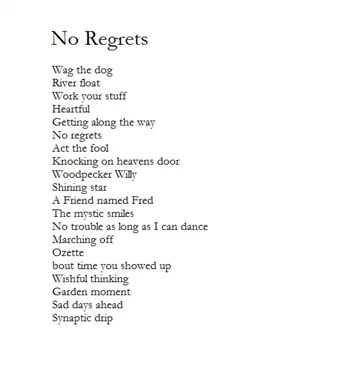 No Regrets
Wag the dog
River float
Work your stuff
Heartful
Getting along the way
No regrets
Act the fool
Knocking on heavens door
Woodpecker Willy
Shining star
A Friend named Fred
The mystic smiles
No trouble as long as I can dance
Marching off
Ozette
bout time you showed up
Wishful thinking
Garden moment
Sad days ahead
Synaptic drip